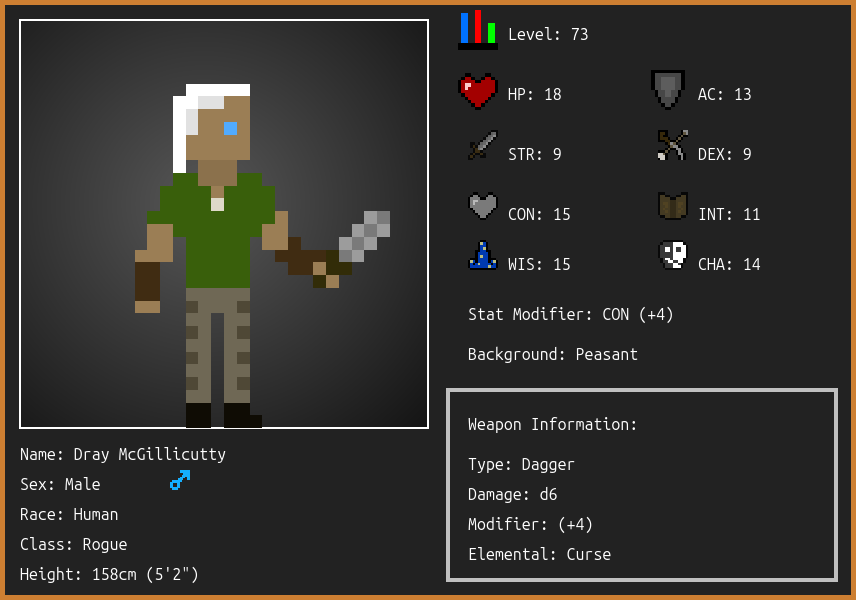 Level: 73
HP: 18
AC: 13
STR: 9
DEX: 9
CON: 15
INT: 11
WIS: 15
CHA: 14
Stat Modifier: CON (+4)
Background: Peasant
Weapon Information:
Type: Dagger
Damage: d6
Modifier: (+4)
Elemental: Curse
Name: Dray McGillicutty
Sex: Male
Race: Human
Class: Rogue
Height: 158cm (5'2")